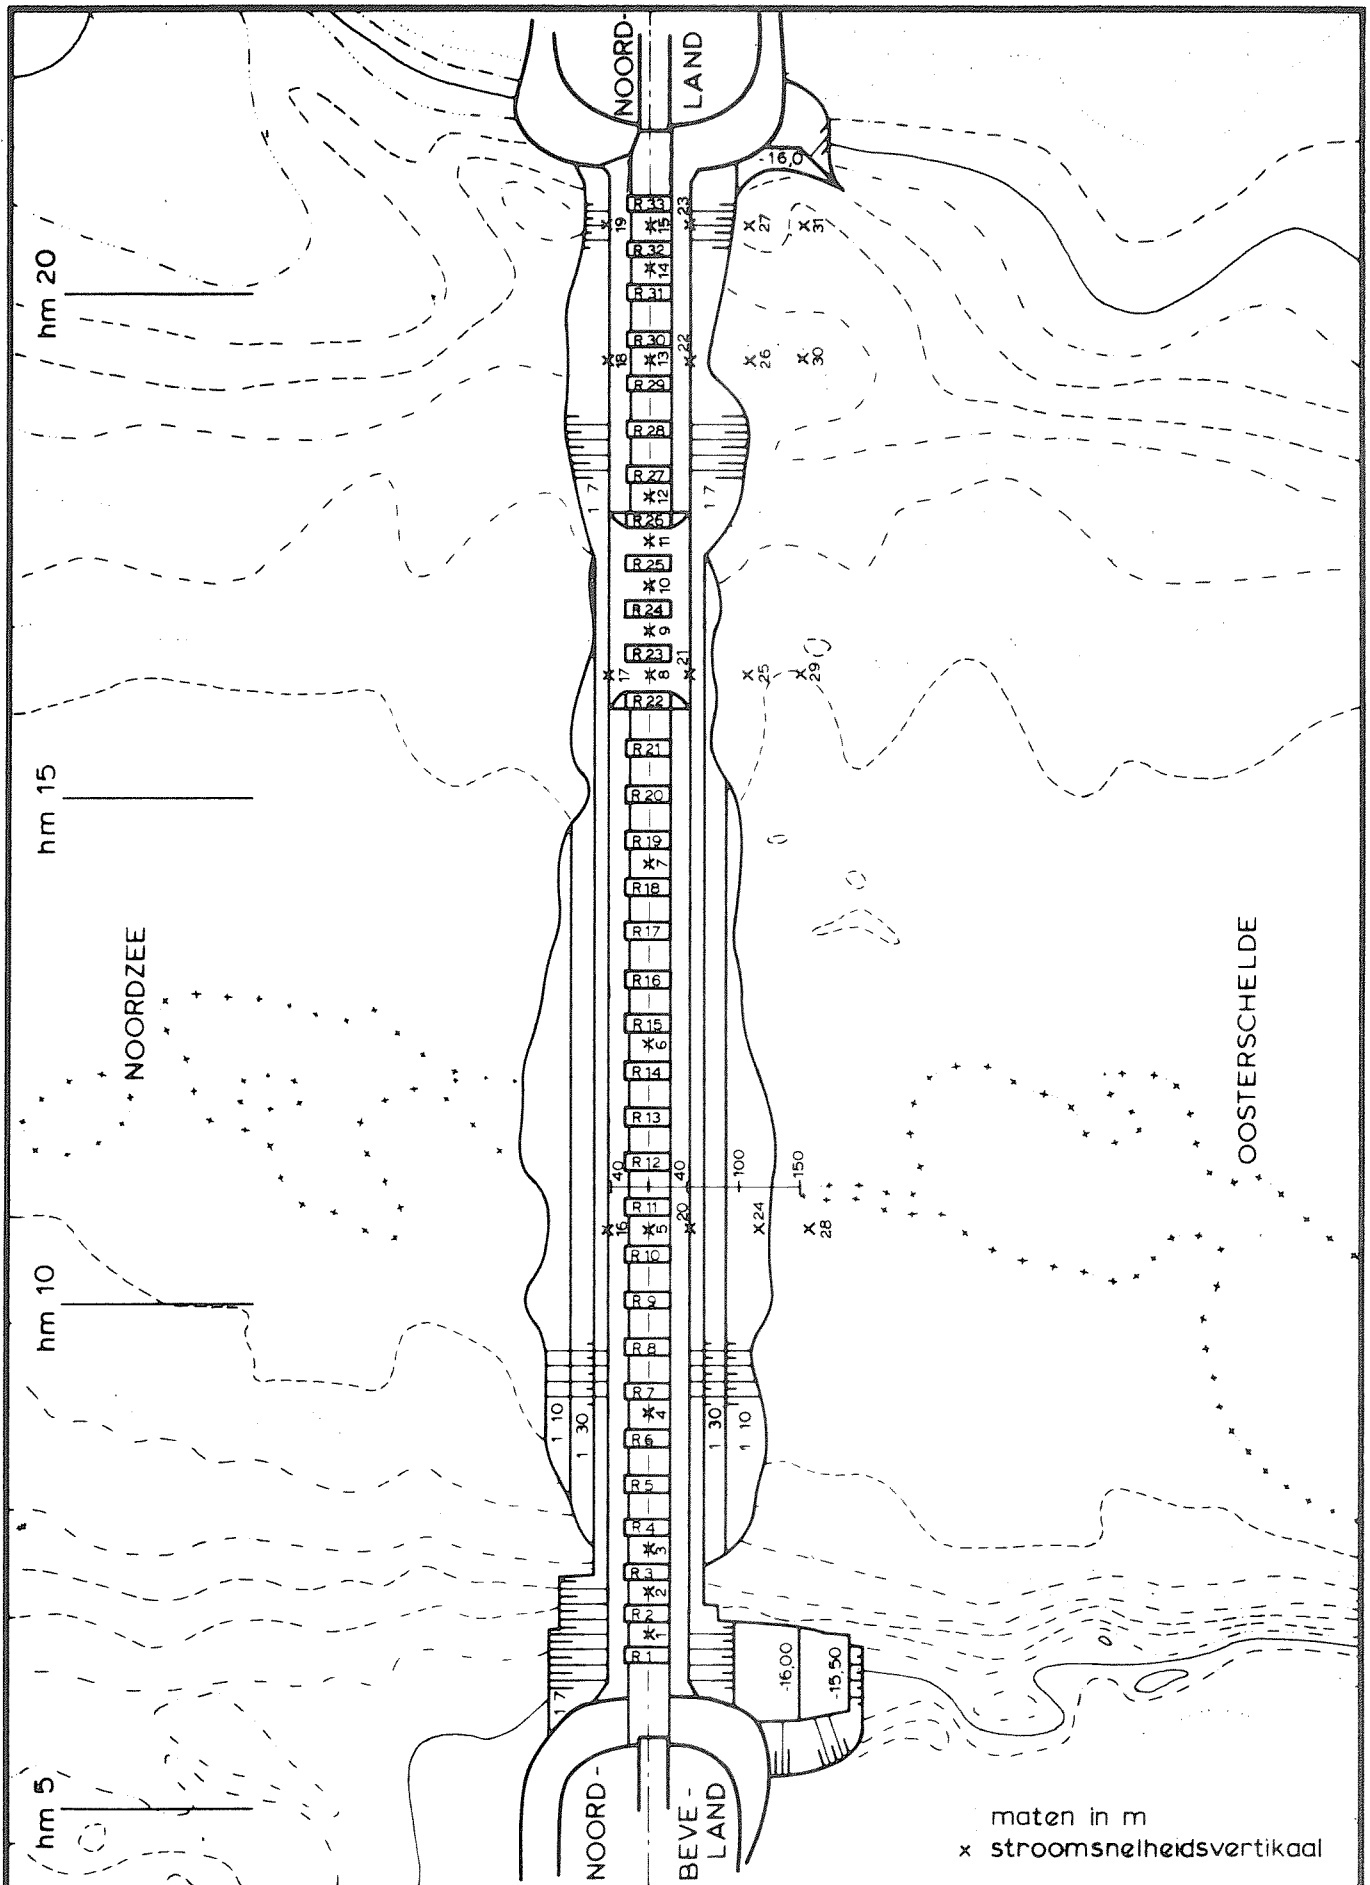 NOORD-
LAND
-16,0
hm 20
R 33
19
15
23
27
31
R 32
14
R 31
R 30
22
18
13
26
30
R 29
R 28
R 27
1 7
12
1 7
R 26
11
R 25
10
R 24
9
R 23
21
17
8
25
29
R 22
R 21
hm 15
R 20
R 19
7
R 18
R 17
NOORDZEE
OOSTERSCHELDE
R 16
R 15
6
R 14
R 13
R 12
40
40
100
150
R 11
16
5
20
24
28
R 10
hm 10
R 9
R 8
R 7
4
1 10
1 30
1 30
1 10
R 6
R 5
R 4
3
R 3
2
R 2
1
R 1
1 7
-16,00
-15,50
hm 5
NOORD-
BEVE-
LAND
maten in m
x stroomsnelheidsvertikaal